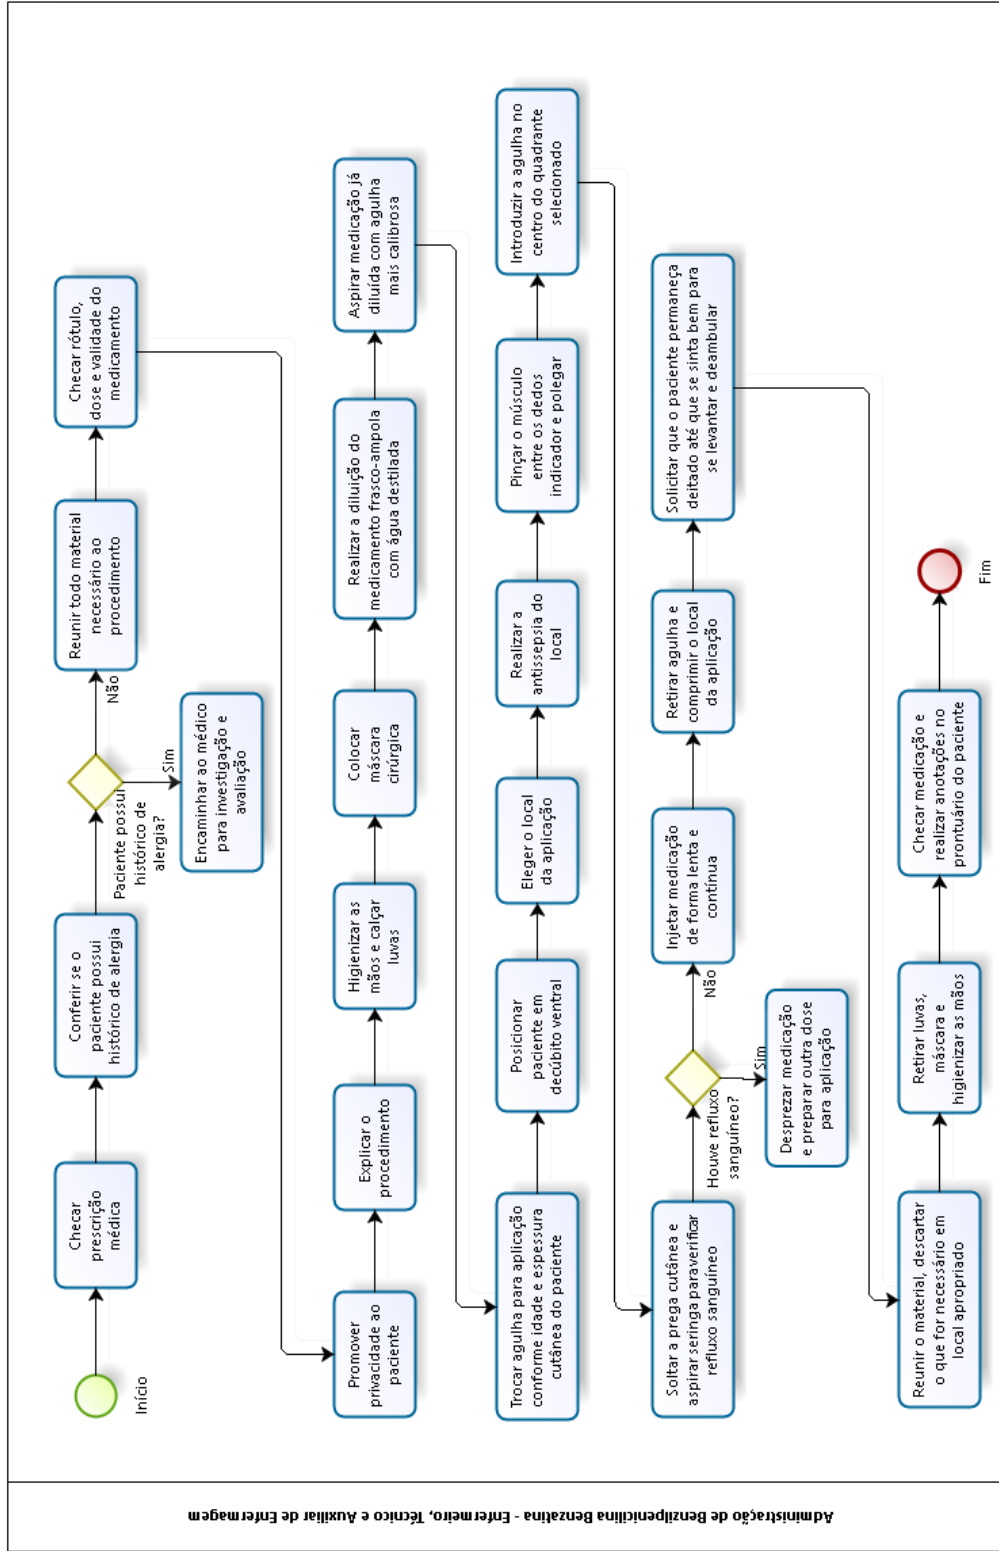 Administração de Benzilpenicilina Benzatina - Enfermeiro, Técnico e Auxiliar de Enfermagem
Início
Checar
prescrição
médica
Conferir se o
paciente possui
histórico de alergia
Paciente possui
histórico de
alergia?
Sim
Encaminhar ao médico
para investigação e
avaliação
Não
Reunir todo material
necessário ao
procedimento
Checar rótulo,
dose e validade do
medicamento
Promover
privacidade ao
paciente
Explicar o
procedimento
Higienizar as
mãos e calçar
luvas
Colocar
máscara
cirúrgica
Realizar a diluição do
medicamento frasco-ampola
com água destilada
Aspirar medicação já
diluída com agulha
mais calibrosa
Trocar agulha para aplicação
conforme idade e espessura
cutânea do paciente
Posicionar
paciente em
decúbito ventral
Eleger o local
da aplicação
Realizar a
antissepsia do
local
Pinçar o músculo
entre os dedos
indicador e polegar
Introduzir a agulha no
centro do quadrante
selecionado
Soltar a prega cutânea e
aspirar seringa paraverificar
refluxo sanguíneo
Houve refluxo
sanguíneo?
Sim
Desprezar medicação
e preparar outra dose
para aplicação
Não
Injetar medicação
de forma lenta e
contínua
Retirar agulha e
comprimir o local
da aplicação
Solicitar que o paciente permaneça
deitado até que se sinta bem para
se levantar e deambular
Reunir o material, descartar
o que for necessário em
local apropriado
Retirar luvas,
máscara e
higienizar as mãos
Checar medicação e
realizar anotações no
prontuário do paciente
Fim